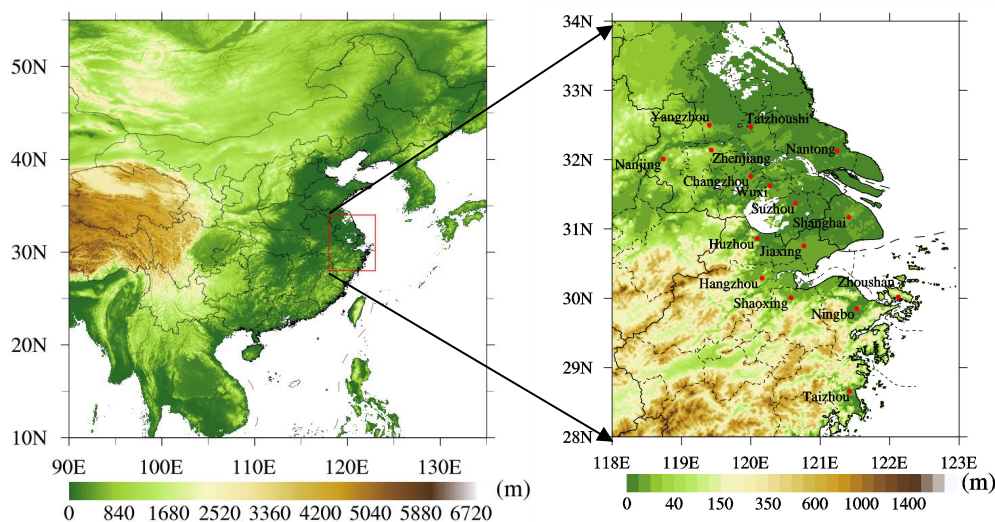 50N
40N
30N
20N
10N
90E 100E 110E 120E 130E
(m)
0 840 1680 2520 3360 4200 5040 5880 6720
34N
33N
32N
31N
30N
29N
28N
Yangzhou
Taizhoushi
Nanjing
Zhenjiang
Nantong
Changzhou
Wuxi
Suzhou
Shanghai
Huzhou
Jiaxing
Hangzhou
Zhoushan
Shaoxing
Ningbo
Taizhou
118E 119E 120E 121E 122E 123E
(m)
0 40 150 350 600 1000 1400